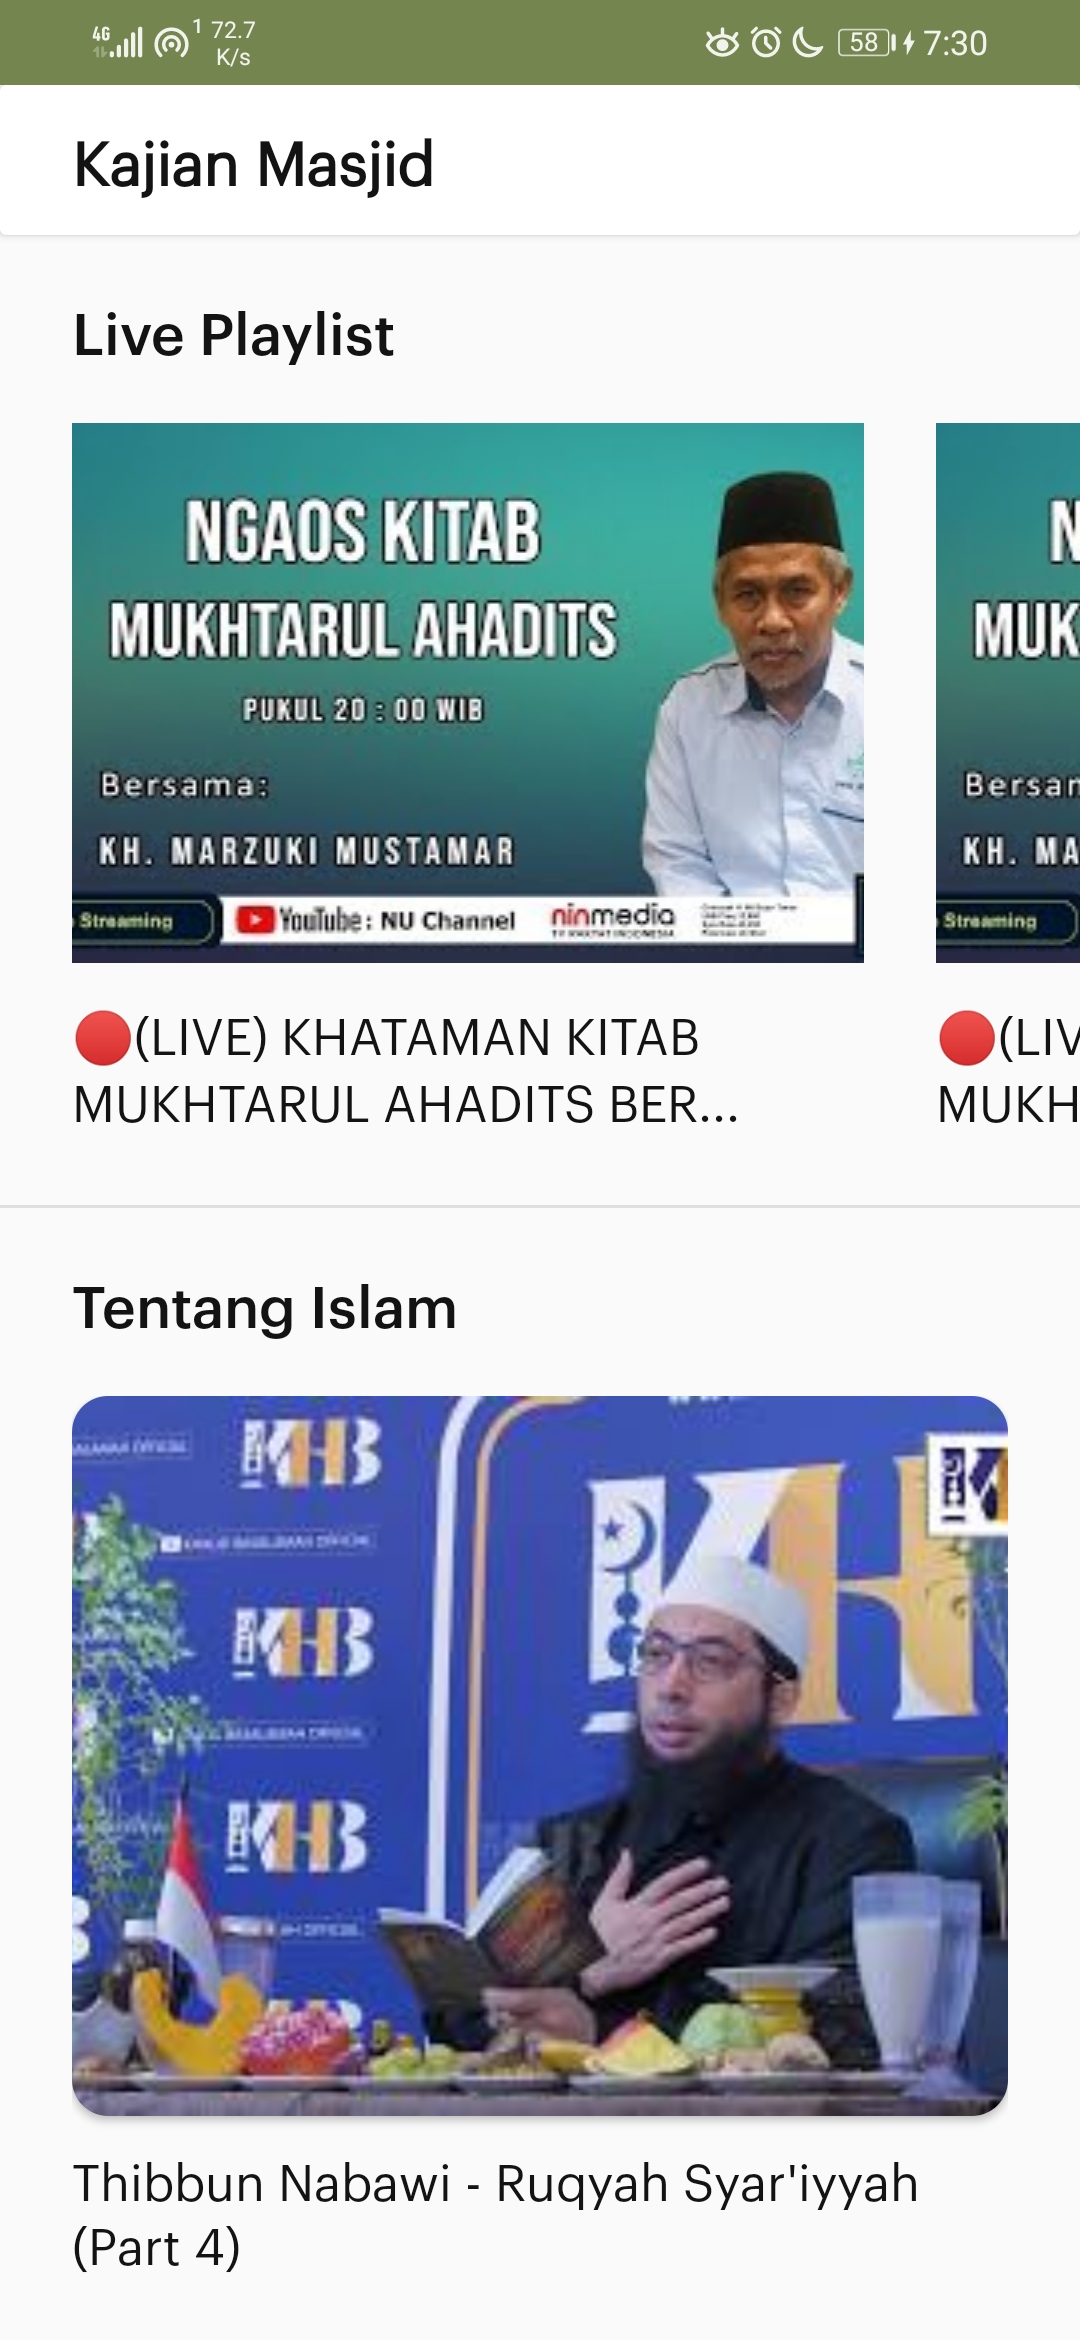 4G
1
72.7
K/s
58
7:30
Kajian Masjid
Live Playlist
NGAOS KITAB
MUKHTARUL AHADITS
PUKUL 20 : 00 WIB
Bersama:
KH. MARZUKI MUSTAMAR
Streaming
YouTube : NU Channel
ninmedia
N
MUK
Bersam
KH. MA
Streaming
🔴(LIVE) KHATAMAN KITAB
MUKHTARUL AHADITS BER...
🔴(LIV
MUKH
Tentang Islam
KHB
KHB
KHB
KHB
Thibbun Nabawi - Ruqyah Syar'iyyah
(Part 4)